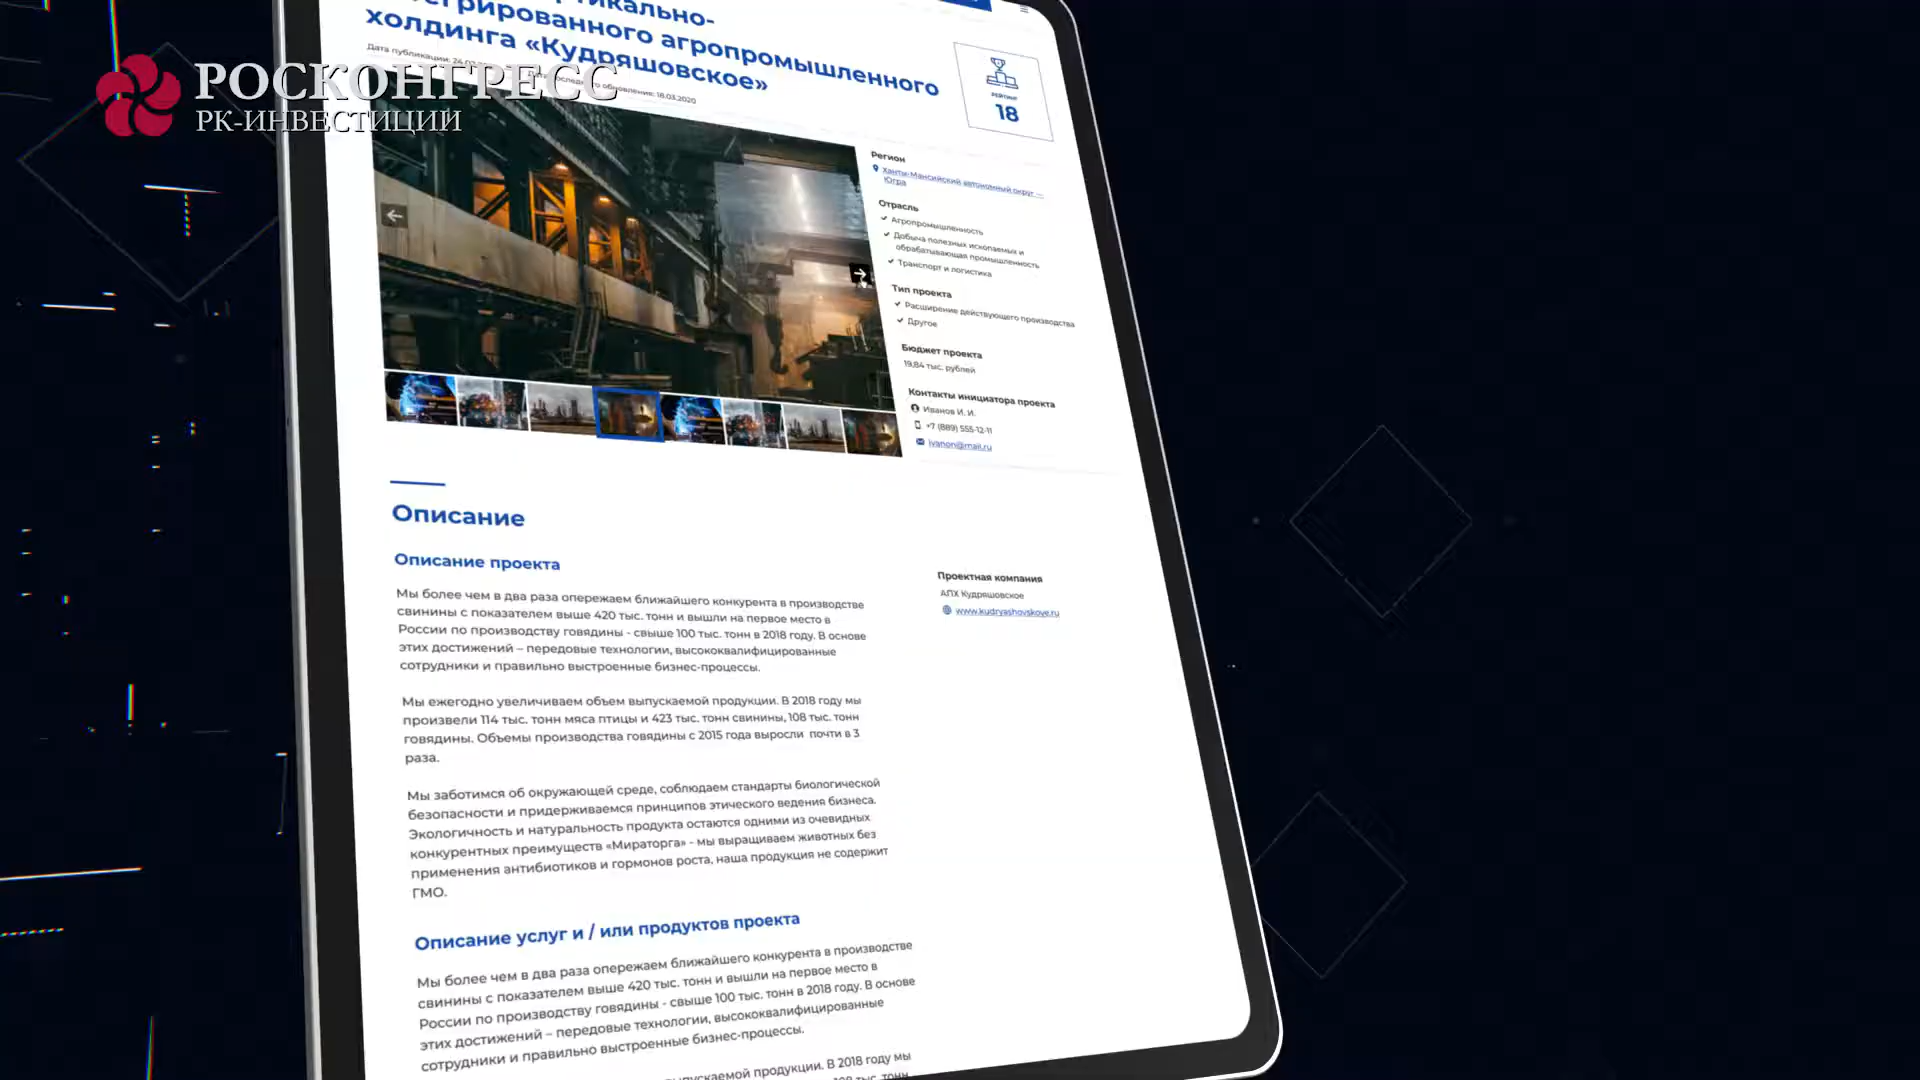 РОСКОНГРЕСС
РК-ИНВЕСТИЦИИ
агропромышленного
холдинга «Кудряшовское»
Дата публикации:
обновления: 18.03.2020
РЕЙТИНГ
18
Регион
Ханты-Мансийский автономный округ —
Югра
Отрасль
Агропромышленность
Добыча полезных ископаемых и
обрабатывающая промышленность
Транспорт и логистика
Тип проекта
Расширение действующего производства
Другое
Бюджет проекта
19,84 тыс. рублей
Контакты инициатора проекта
Иванов И. И.
+7 (889) 555-12-11
ivanon@mail.ru
Описание
Описание проекта
Мы более чем в два раза опережаем ближайшего конкурента в производстве
свинины с показателем выше 420 тыс. тонн и вышли на первое место в
России по производству говядины - свыше 100 тыс. тонн в 2018 году. В основе
этих достижений – передовые технологии, высококвалифицированные
сотрудники и правильно выстроенные бизнес-процессы.
Мы ежегодно увеличиваем объем выпускаемой продукции. В 2018 году мы
произвели 114 тыс. тонн мяса птицы и 423 тыс. тонн свинины, 108 тыс. тонн
говядины. Объемы производства говядины с 2015 года выросли почти в 3
раза.
Мы заботимся об окружающей среде, соблюдаем стандарты биологической
безопасности и придерживаемся принципов этического ведения бизнеса.
Экологичность и натуральность продукта остаются одними из очевидных
конкурентных преимуществ «Мираторга» - мы выращиваем животных без
применения антибиотиков и гормонов роста, наша продукция не содержит
ГМО.
Проектная компания
АПХ Кудряшовское
www.kudryashovskoye.ru
Описание услуг и / или продуктов проекта
Мы более чем в два раза опережаем ближайшего конкурента в производстве
свинины с показателем выше 420 тыс. тонн и вышли на первое место в
России по производству говядины - свыше 100 тыс. тонн в 2018 году. В основе
этих достижений – передовые технологии, высококвалифицированные
сотрудники и правильно выстроенные бизнес-процессы.
продукции. В 2018 году мы
тыс. тонн